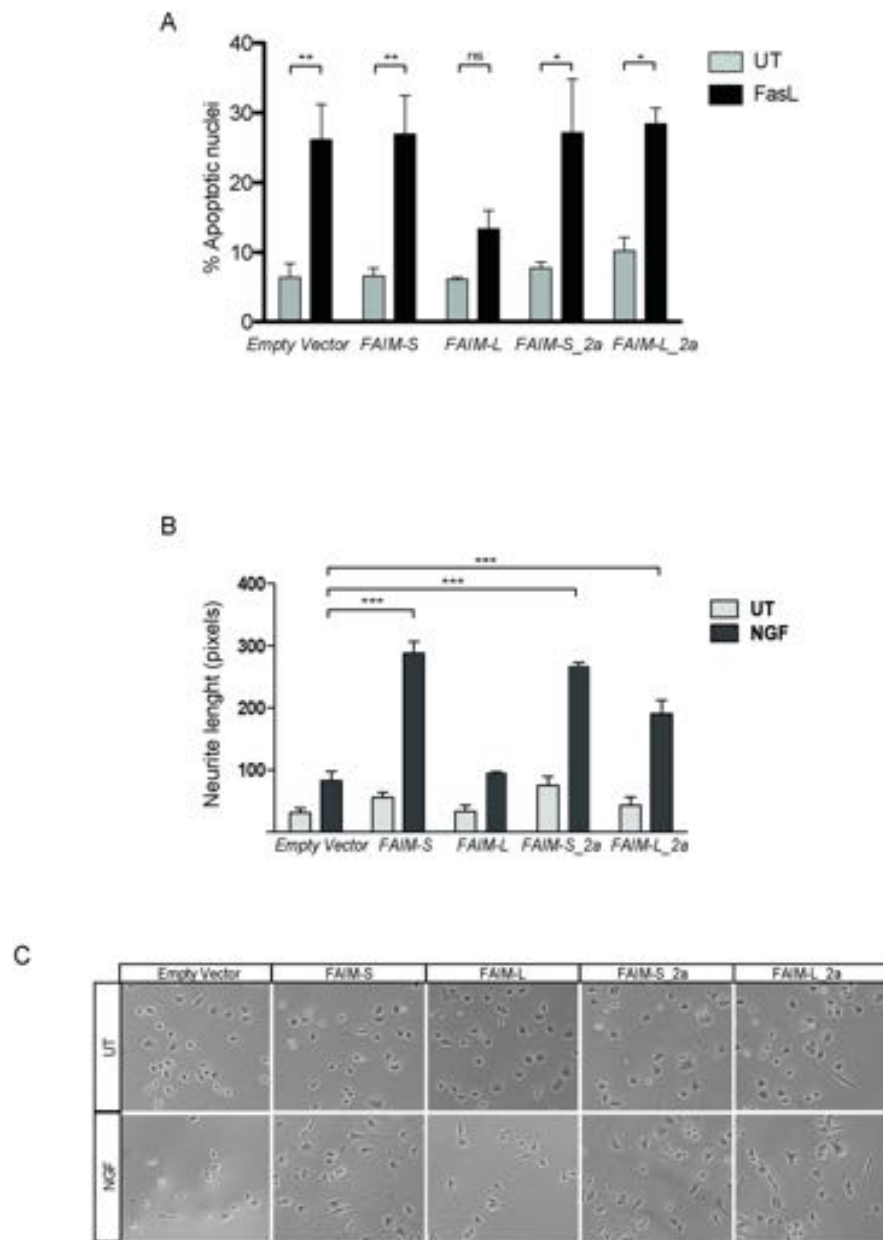 A
40
30
20
10
0
% Apoptotic nuclei
** ** ns * *
UT
FasL
Empty Vector FAIM-S FAIM-L FAIM-S_2a FAIM-L_2a
B
400
300
200
100
Neurite lenght (pixels)
***
***
***
UT
NGF
Empty Vector FAIM-S FAIM-L FAIM-S_2a FAIM-L_2a
C
Empty Vector FAIM-S FAIM-L FAIM-S_2a FAIM-L_2a
UT
NGF